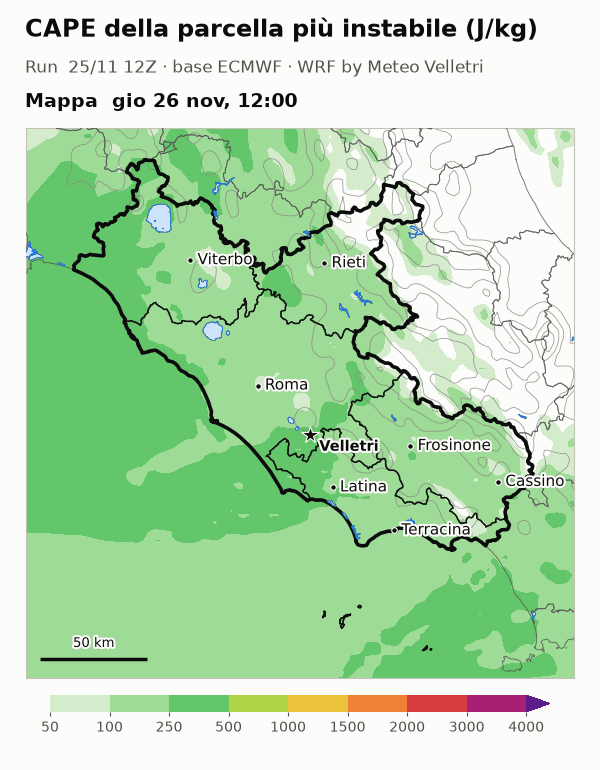 CAPE della parcella più instabile (J/kg)
Run  25/11 12Z · base ECMWF · WRF by Meteo Velletri
Mappa  gio 26 nov, 12:00
Viterbo
Rieti
Roma
Velletri
Frosinone
Cassino
Latina
Terracina
50 km
50 100 250 500 1000 1500 2000 3000 4000